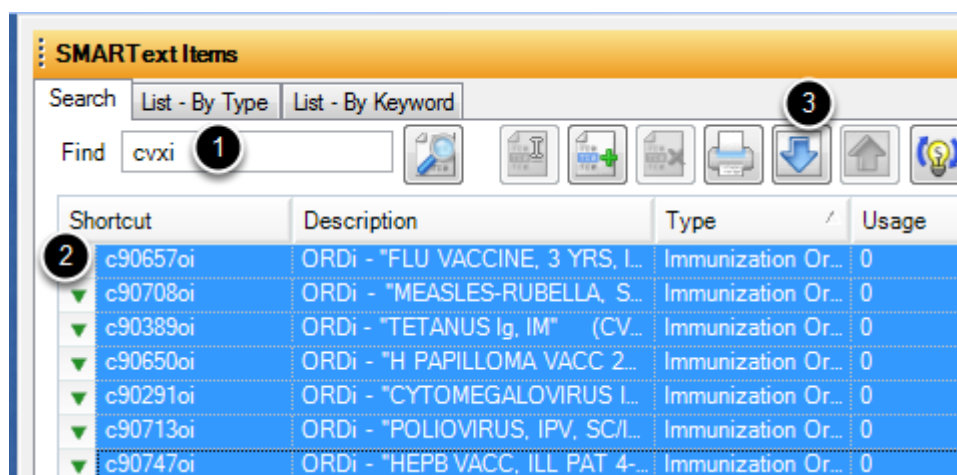 SMARText Items
Search List - By Type List - By Keyword
3
Find cvxi 1
Shortcut Description Type Usage
2 c90657oi ORDi - "FLU VACCINE, 3 YRS, I... Immunization Or... 0
c90708oi ORDi - "MEASLES-RUBELLA, S... Immunization Or... 0
c90389oi ORDi - "TETANUS Ig, IM" (CV... Immunization Or... 0
c90650oi ORDi - "H PAPILLOMA VACC 2... Immunization Or... 0
c90291oi ORDi - "CYTOMEGALOVIRUS I... Immunization Or... 0
c90713oi ORDi - "POLIOVIRUS, IPV, SC/I... Immunization Or... 0
c90747oi ORDi - "HEPB VACC, ILL PAT 4-... Immunization Or... 0